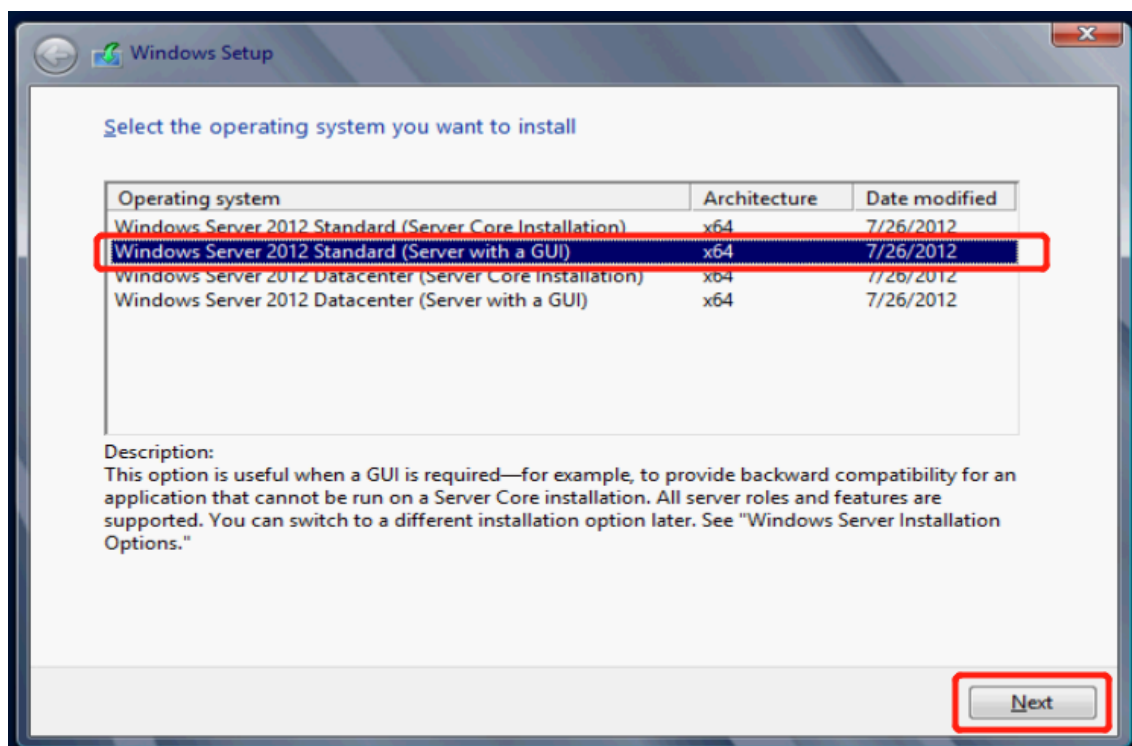 Windows Setup
Select the operating system you want to install
Operating system Architecture Date modified
Windows Server 2012 Standard (Server Core Installation) x64 7/26/2012
Windows Server 2012 Standard (Server with a GUI) x64 7/26/2012
Windows Server 2012 Datacenter (Server Core Installation) x64 7/26/2012
Windows Server 2012 Datacenter (Server with a GUI) x64 7/26/2012
Description:
This option is useful when a GUI is required—for example, to provide backward compatibility for an
application that cannot be run on a Server Core installation. All server roles and features are
supported. You can switch to a different installation option later. See "Windows Server Installation
Options."
Next